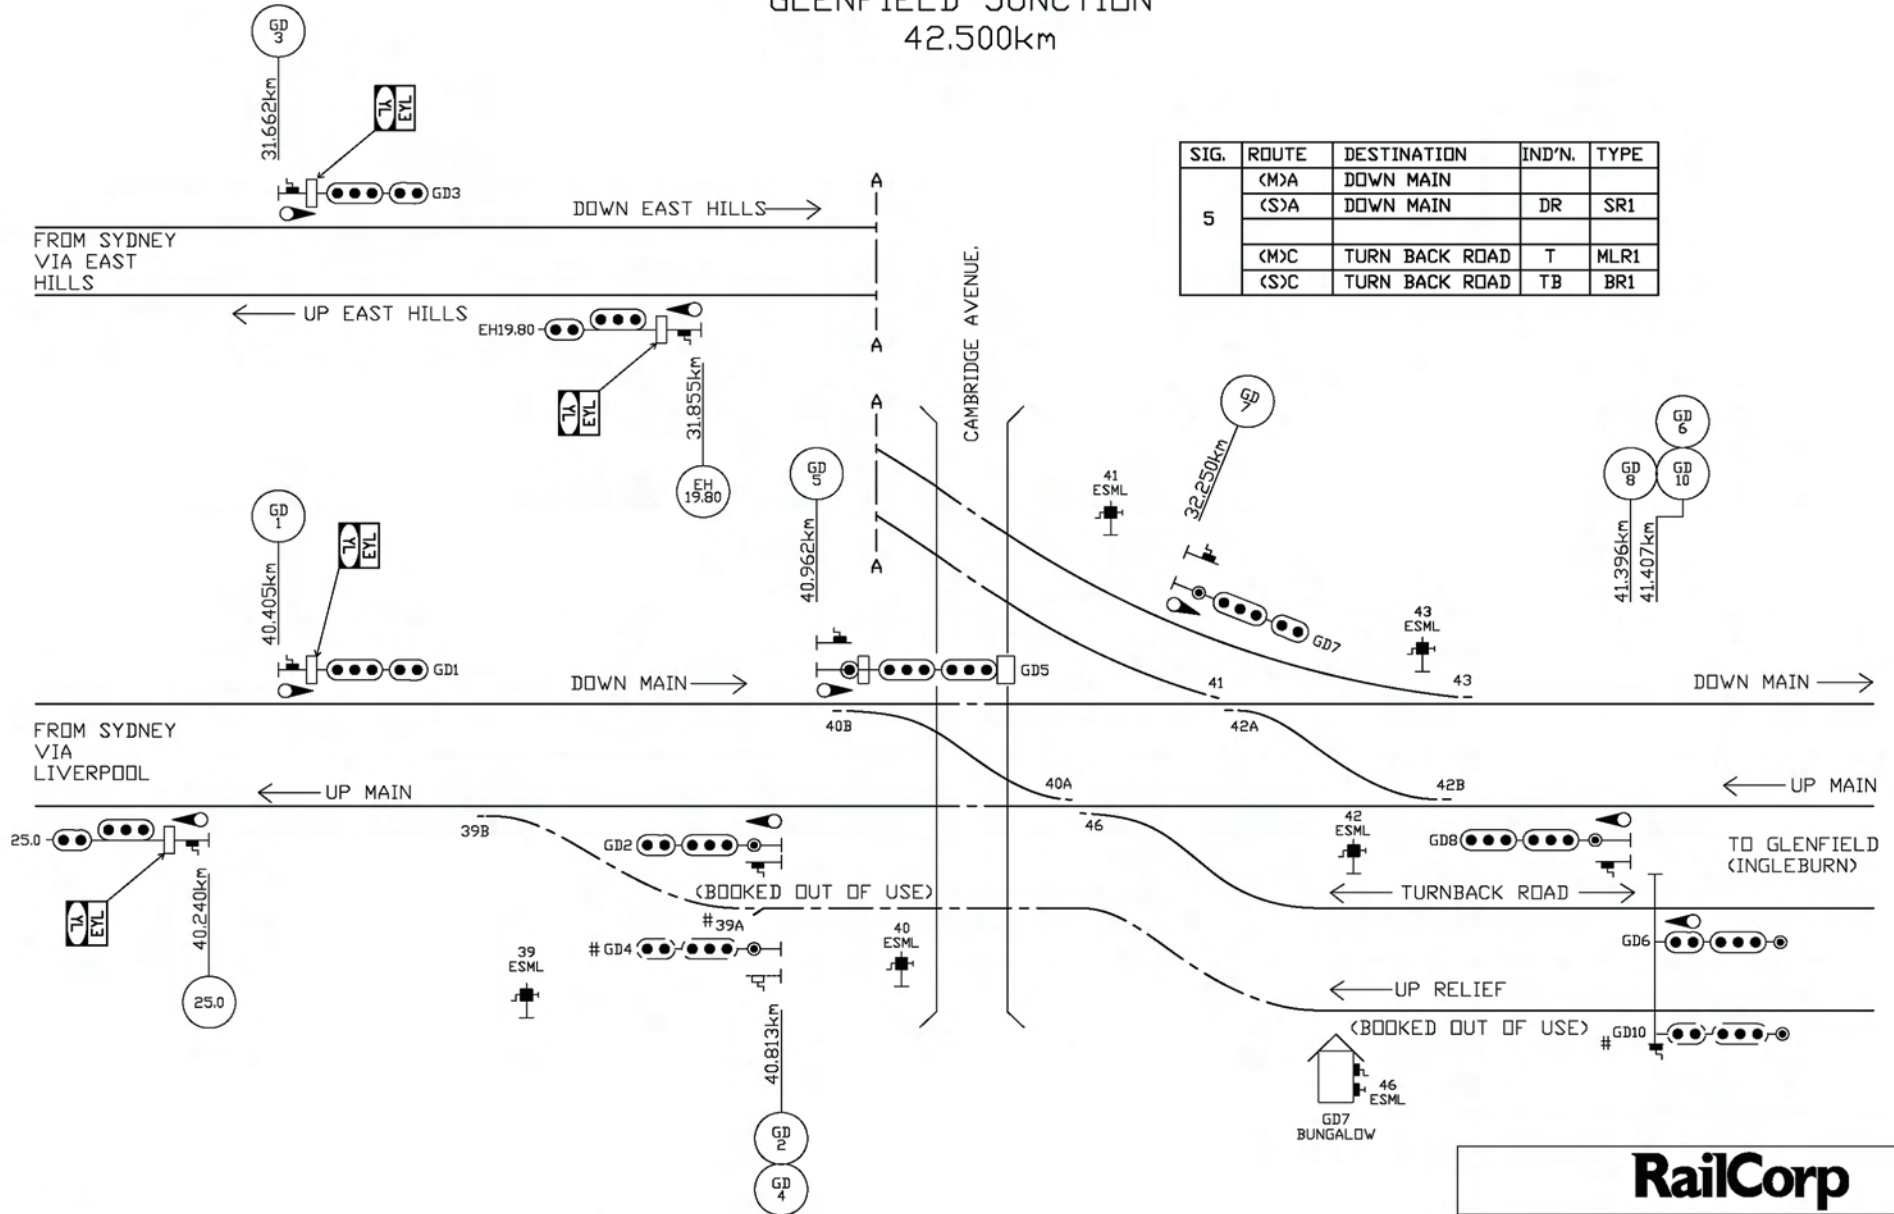 GLENFIELD JUNCTION
42.500km
GD
3
31.662km
YL
EYL
GD3
DOWN EAST HILLS
A
FROM SYDNEY
VIA EAST
HILLS
UP EAST HILLS
EH19.80
YL
EYL
31.855km
EH
19.80
A
A
A
CAMBRIDGE AVENUE.
SIG. ROUTE DESTINATION IND'N. TYPE
5
(M)A DOWN MAIN
(S)A DOWN MAIN DR SR1
(M)C TURN BACK ROAD T MLR1
(S)C TURN BACK ROAD TB BR1
GD
1
40.405km
YL
EYL
GD1
GD
5
40.962km
GD5
41
ESML
GD
7
32.250km
GD7
43
ESML
GD
6
GD
8
GD
10
41.396km
41.407km
DOWN MAIN
40B
41
42A
43
DOWN MAIN
FROM SYDNEY
VIA
LIVERPOOL
UP MAIN
40A
42B
UP MAIN
25.0
YL
EYL
40.240km
25.0
39B
GD2
46
42
ESML
GD8
TO GLENFIELD
(INGLEBURN)
(BOOKED OUT OF USE)
TURNBACK ROAD
#39A
#GD4
39
ESML
40
ESML
GD6
UP RELIEF
(BOOKED OUT OF USE)
#GD10
40.813km
GD
2
GD
4
46
ESML
GD7
BUNGALOW
RailCorp